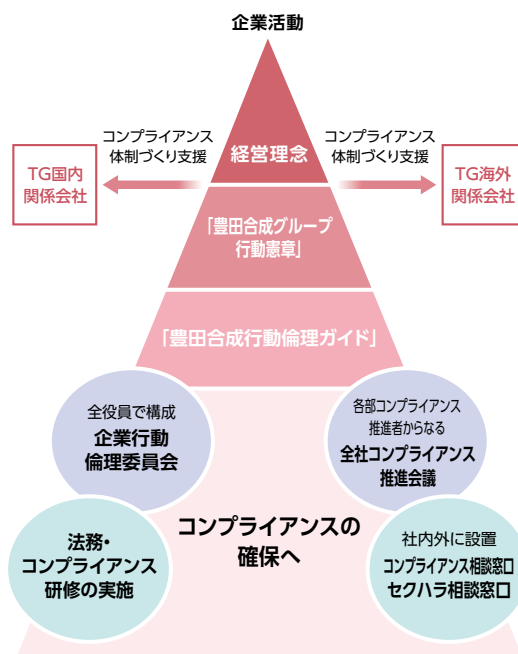 企業活動
経営理念
コンプライアンス
体制づくり支援
コンプライアンス
体制づくり支援
TG国内
関係会社
TG海外
関係会社
「豊田合成グループ
行動憲章」
「豊田合成行動倫理ガイド」
全役員で構成
企業行動
倫理委員会
各部コンプライアンス
推進者からなる
全社コンプライアンス
推進会議
コンプライアンスの
確保へ
法務・
コンプライアンス
研修の実施
社内外に設置
コンプライアンス相談窓口
セクハラ相談窓口